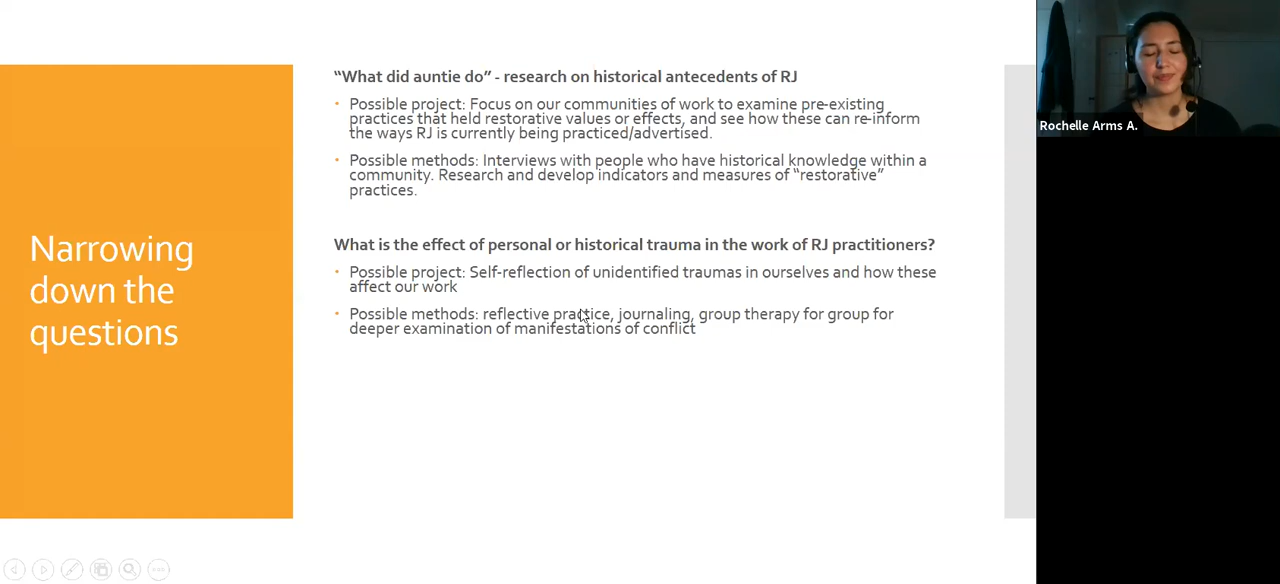 Narrowing
down the
questions
“What did auntie do” - research on historical antecedents of RJ
• Possible project: Focus on our communities of work to examine pre-existing
practices that held restorative values or effects, and see how these can re-inform
the ways RJ is currently being practiced/advertised.
• Possible methods: Interviews with people who have historical knowledge within a
community. Research and develop indicators and measures of “restorative”
practices.
What is the effect of personal or historical trauma in the work of RJ practitioners?
• Possible project: Self-reflection of unidentified traumas in ourselves and how these
affect our work
• Possible methods: reflective practice, journaling, group therapy for group for
deeper examination of manifestations of conflict
Rochelle Arms A.